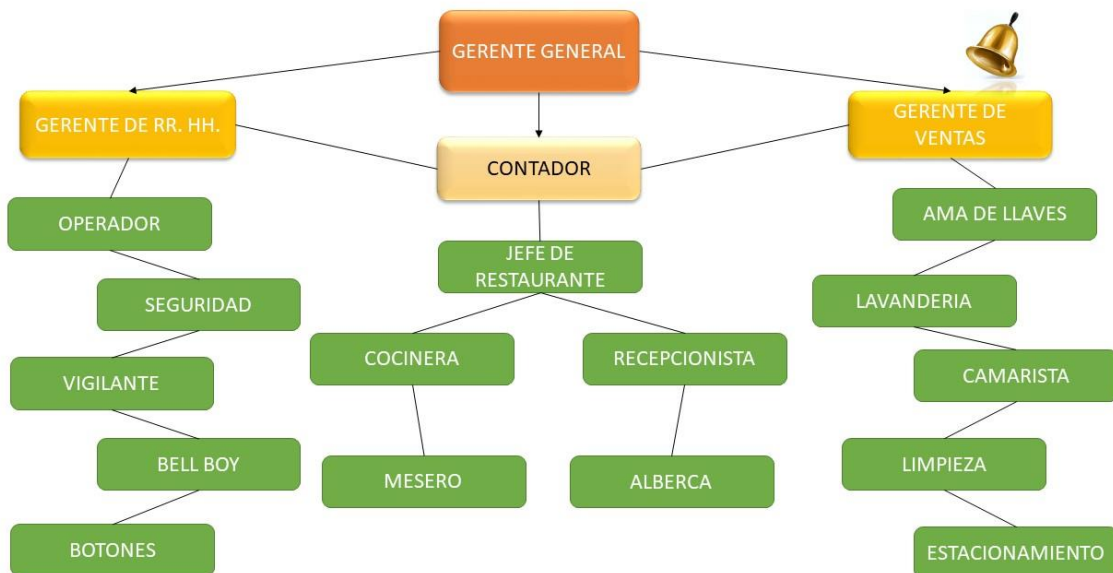 GERENTE GENERAL
GERENTE DE RR. HH.
GERENTE DE
VENTAS
CONTADOR
OPERADOR
AMA DE LLAVES
JEFE DE
RESTAURANTE
SEGURIDAD
LAVANDERIA
COCINERA
RECEPCIONISTA
VIGILANTE
CAMARISTA
BELL BOY
MESERO
ALBERCA
LIMPIEZA
BOTONES
ESTACIONAMIENTO